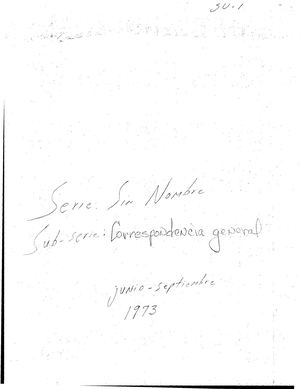 SU.1
Serie. Sin Nombre
Sub-serie: Correspondencia general
junio-septiembre
1973